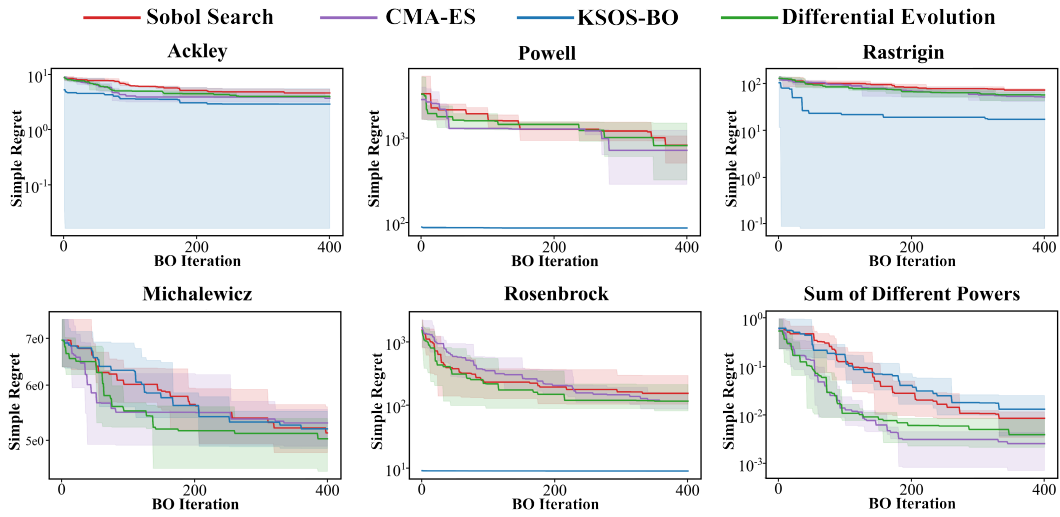 Sobol Search CMA-ES KSOS-BO Differential Evolution
Ackley Powell Rastrigin
Simple Regret
10^1
10^0
10^-1
0 200 400
BO Iteration
Simple Regret
10^3
10^2
0 200 400
BO Iteration
Simple Regret
10^2
10^1
10^0
10^-1
0 200 400
BO Iteration
Michalewicz Rosenbrock Sum of Different Powers
Simple Regret
7e0
6e0
5e0
0 200 400
BO Iteration
Simple Regret
10^3
10^2
10^1
0 200 400
BO Iteration
Simple Regret
10^0
10^-1
10^-2
10^-3
0 200 400
BO Iteration